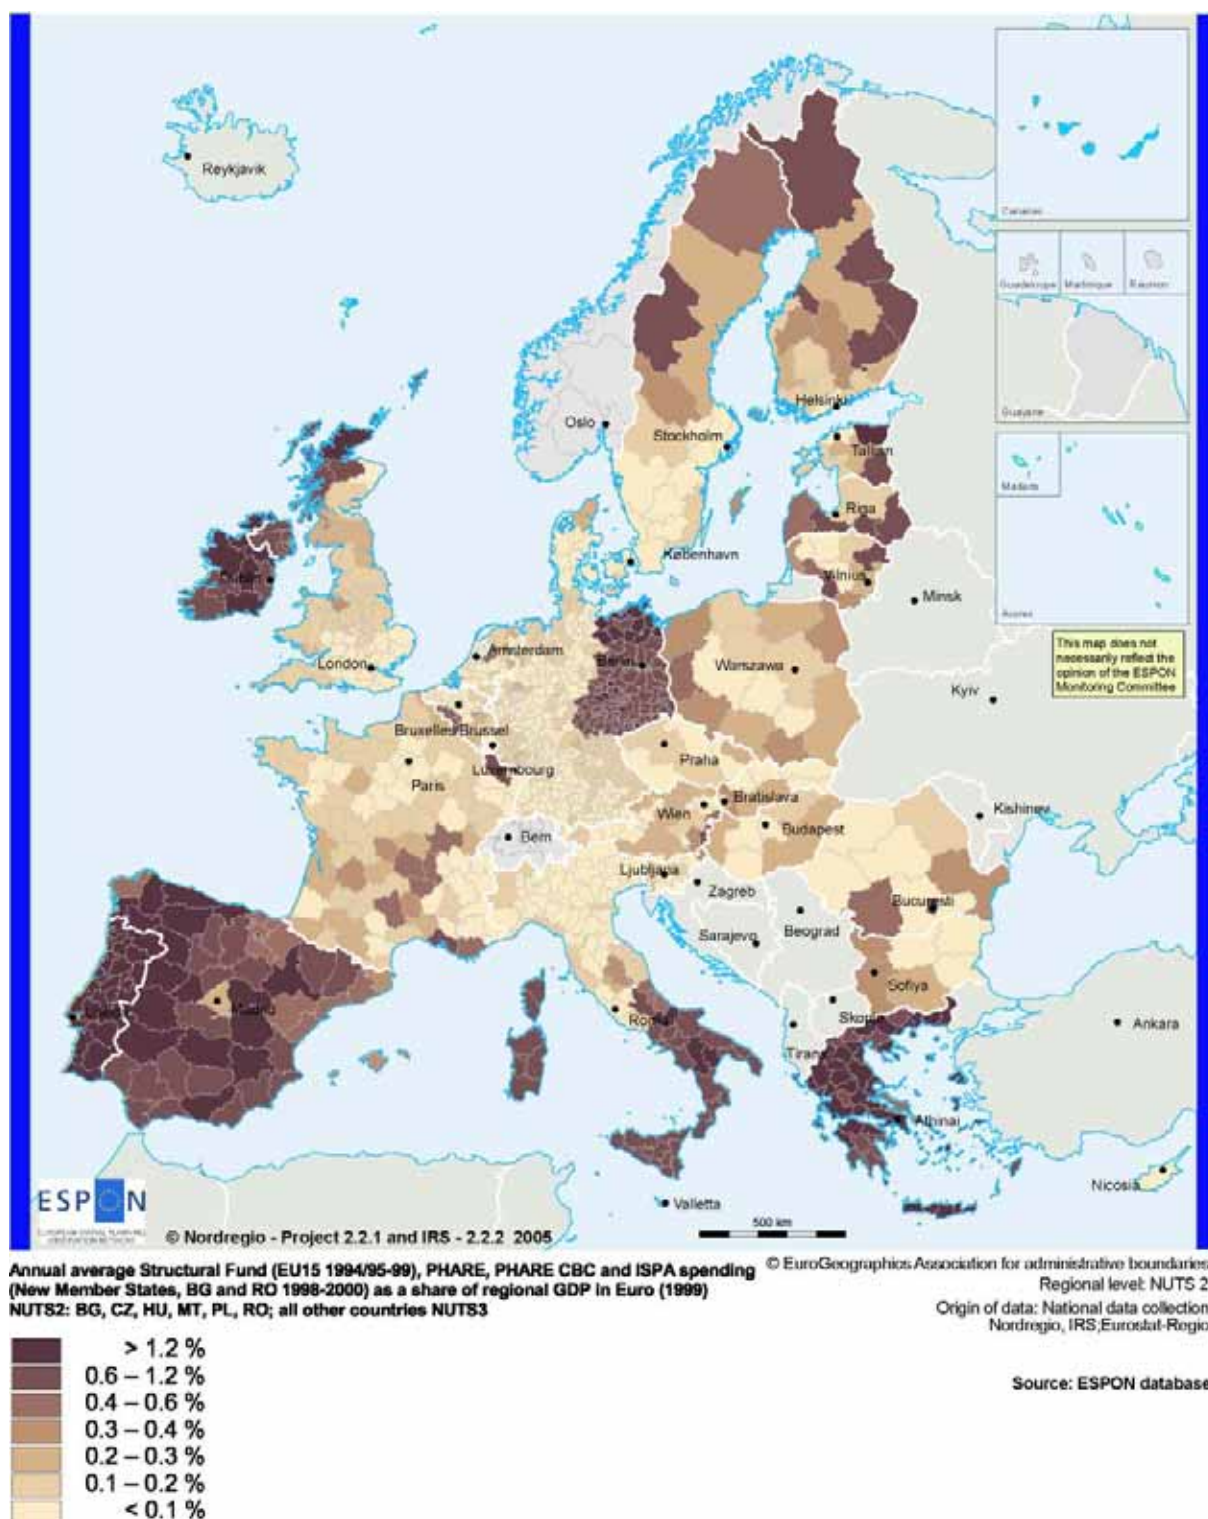 Reykjavik
Canarias
Guadeloupe
Martinique
Reunion
Guayane
Helsinki
Oslo
Stockholm
Tallinn
Madeira
Riga
København
Dublin
Vilnius
Minsk
Acores
London
Amsterdam
Berlin
Warszawa
This map does not
necessarily reflect the
opinion of the ESPON
Monitoring Committee
Kyiv
Bruxelles/Brussel
Praha
Luxembourg
Paris
Bratislava
Wien
Kishinev
Bern
Budapest
Ljubljana
Zagreb
Bucuresti
Beograd
Sarajevo
Sofiya
Madrid
Roma
Skopje
Ankara
Tirana
Athinai
Nicosia
Valletta
ESPON
500 km
© Nordregio - Project 2.2.1 and IRS - 2.2.2 2005
Annual average Structural Fund (EU15 1994/95-99), PHARE, PHARE CBC and ISPA spending
(New Member States, BG and RO 1998-2000) as a share of regional GDP in Euro (1999)
NUTS2: BG, CZ, HU, MT, PL, RO; all other countries NUTS3
© EuroGeographics Association for administrative boundaries
Regional level: NUTS 2
Origin of data: National data collection
Nordregio, IRS;Eurostat-Regio
Source: ESPON database
> 1.2 %
0.6 – 1.2 %
0.4 – 0.6 %
0.3 – 0.4 %
0.2 – 0.3 %
0.1 – 0.2 %
< 0.1 %